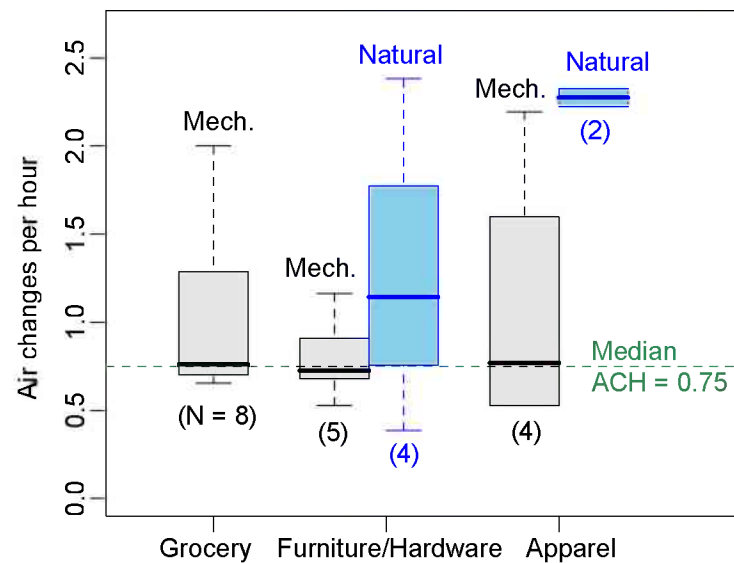 Air changes per hour
2.5
2.0
1.5
1.0
0.5
0.0
Natural
Natural
Mech.
Mech.
Mech.
(2)
Median
ACH = 0.75
(N = 8)
(5)
(4)
(4)
Grocery
Furniture/Hardware
Apparel